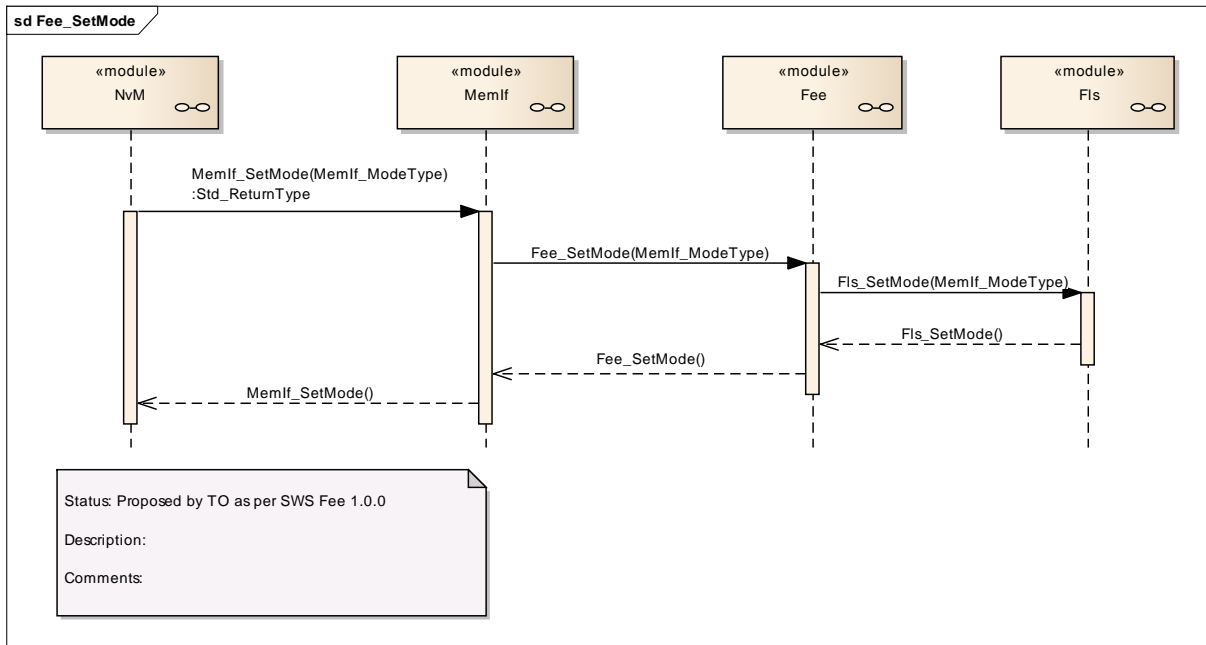 sd Fee_SetMode
«module»
NvM
«module»
MemIf
«module»
Fee
«module»
Fls
MemIf_SetMode(MemIf_ModeType)
:Std_ReturnType
Fee_SetMode(MemIf_ModeType)
Fls_SetMode(MemIf_ModeType)
Fls_SetMode()
Fee_SetMode()
MemIf_SetMode()
Status: Proposed by TO as per SWS Fee 1.0.0
Description:
Comments: